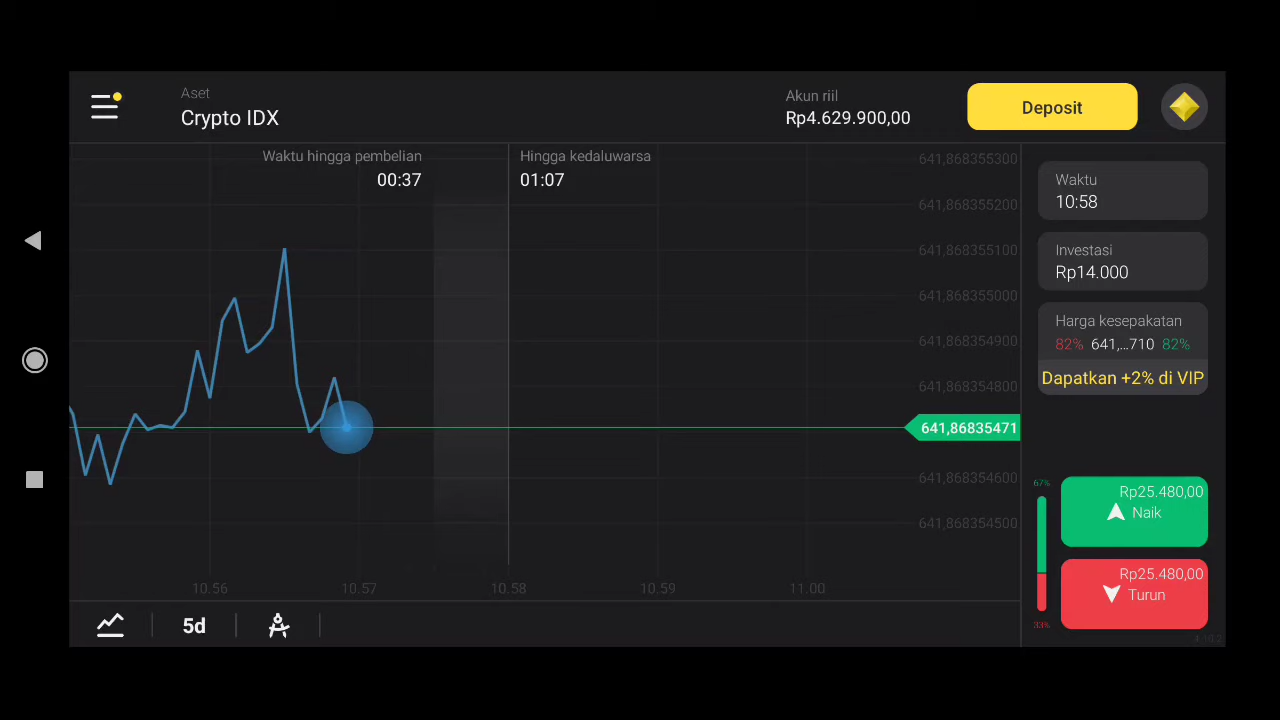 Aset
Crypto IDX
Akun riil
Rp4.629.900,00
Deposit
Waktu hingga pembelian
00:37
Hingga kedaluwarsa
01:07
641,868355300
641,868355200
641,868355100
641,868355000
641,868354900
641,868354800
641,86835471
641,868354600
641,868354500
10.56
10.57
10.58
10.59
11.00
5d
Waktu
10:58
Investasi
Rp14.000
Harga kesepakatan
82% 641,...710 82%
Dapatkan +2% di VIP
67%
Rp25.480,00
Naik
Rp25.480,00
Turun
33%